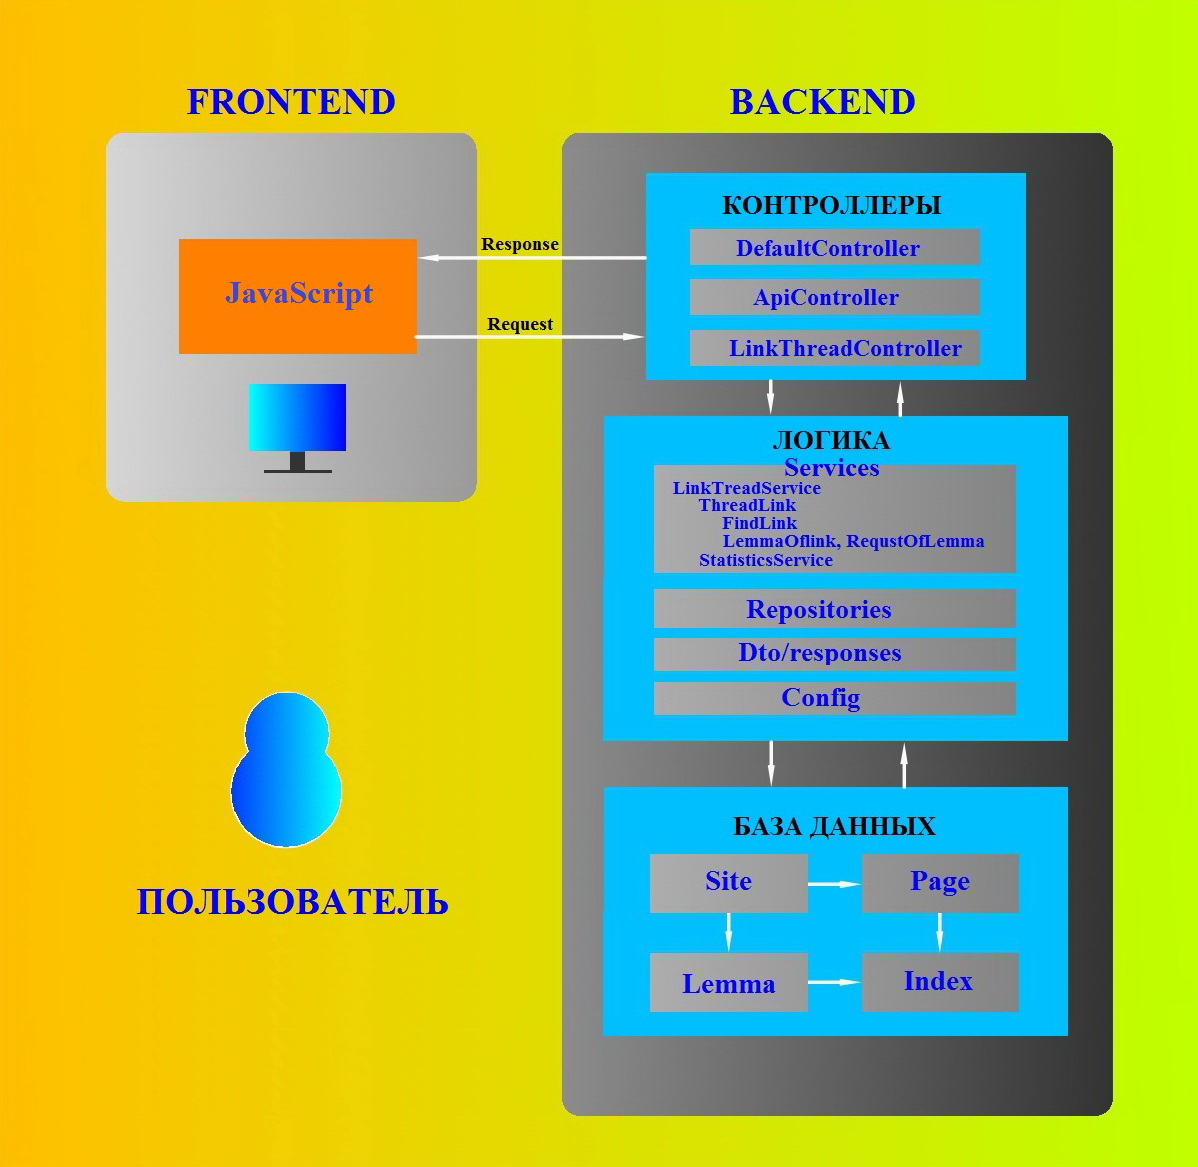 FRONTEND
JavaScript
Response
Request
ПОЛЬЗОВАТЕЛЬ
BACKEND
КОНТРОЛЛЕРЫ
DefaultController
ApiController
LinkThreadController
ЛОГИКА
Services
LinkTreadService
ThreadLink
FindLink
LemmaOflink, RequstOfLemma
StatisticsService
Repositories
Dto/responses
Config
БАЗА ДАННЫХ
Site
Page
Lemma
Index